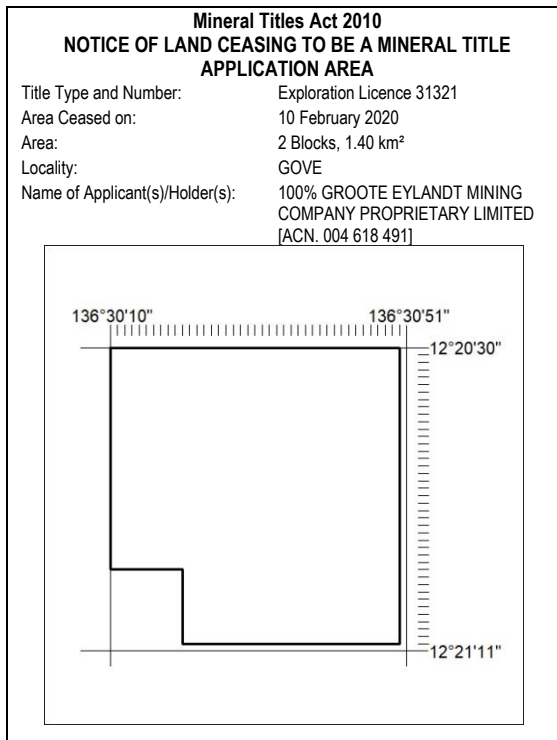 Mineral Titles Act 2010
NOTICE OF LAND CEASING TO BE A MINERAL TITLE
APPLICATION AREA
Title Type and Number: Exploration Licence 31321
Area Ceased on: 10 February 2020
Area: 2 Blocks, 1.40 km²
Locality: GOVE
Name of Applicant(s)/Holder(s): 100% GROOTE EYLANDT MINING
COMPANY PROPRIETARY LIMITED
[ACN. 004 618 491]
136°30'10" 136°30'51"
12°20'30"
12°21'11"